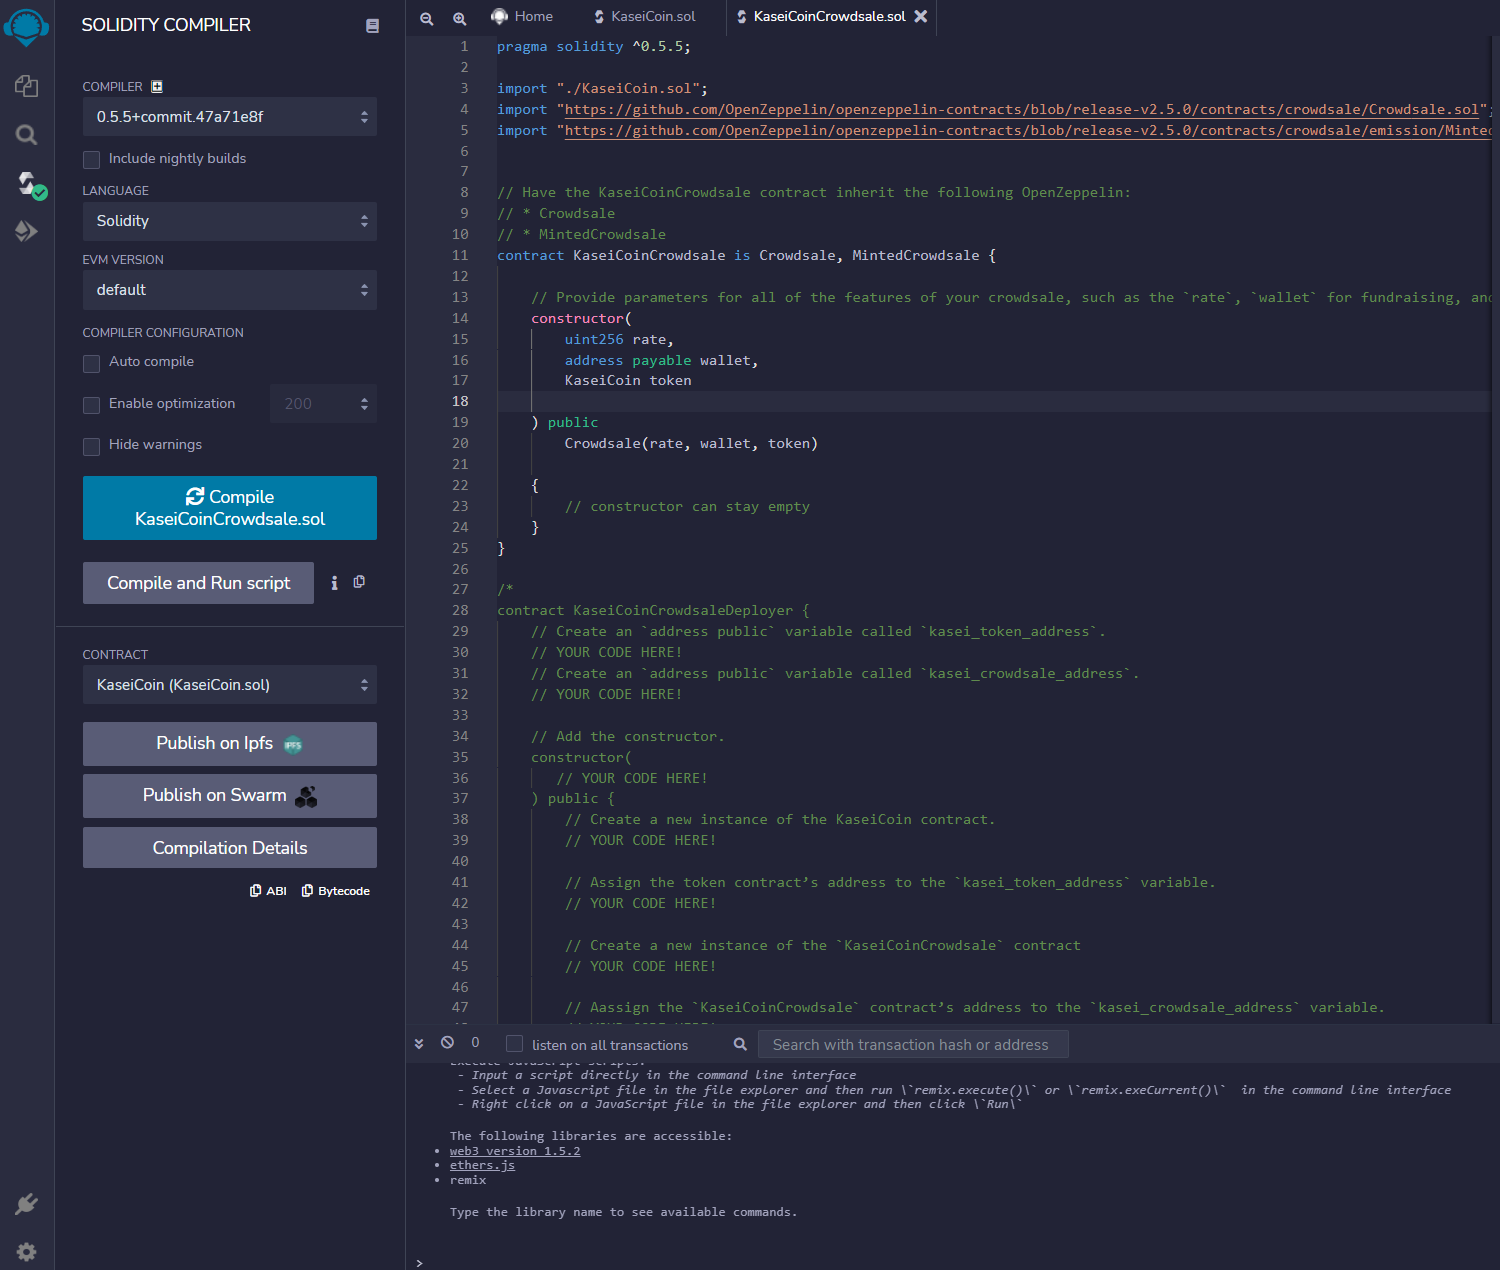 SOLIDITY COMPILER
COMPILER
0.5.5+commit.47a71e8f
Include nightly builds
LANGUAGE
Solidity
EVM VERSION
default
COMPILER CONFIGURATION
Auto compile
Enable optimization
200
Hide warnings
Compile
KaseiCoinCrowdsale.sol
Compile and Run script
CONTRACT
KaseiCoin (KaseiCoin.sol)
Publish on Ipfs
IPFS
Publish on Swarm
Compilation Details
ABI
Bytecode
Home
KaseiCoin.sol
KaseiCoinCrowdsale.sol
1 pragma solidity ^0.5.5;
2
3 import "./KaseiCoin.sol";
4 import "https://github.com/OpenZeppelin/openzeppelin-contracts/blob/release-v2.5.0/contracts/crowdsale/Crowdsale.sol";
5 import "https://github.com/OpenZeppelin/openzeppelin-contracts/blob/release-v2.5.0/contracts/crowdsale/emission/Minted
6
7
8 // Have the KaseiCoinCrowdsale contract inherit the following OpenZeppelin:
9 // * Crowdsale
10 // * MintedCrowdsale
11 contract KaseiCoinCrowdsale is Crowdsale, MintedCrowdsale {
12
13 // Provide parameters for all of the features of your crowdsale, such as the `rate`, `wallet` for fundraising, and
14 constructor(
15 uint256 rate,
16 address payable wallet,
17 KaseiCoin token
18
19 ) public
20 Crowdsale(rate, wallet, token)
21
22 {
23 // constructor can stay empty
24 }
25 }
26
27 /*
28 contract KaseiCoinCrowdsaleDeployer {
29 // Create an `address public` variable called `kasei_token_address`.
30 // YOUR CODE HERE!
31 // Create an `address public` variable called `kasei_crowdsale_address`.
32 // YOUR CODE HERE!
33
34 // Add the constructor.
35 constructor(
36 // YOUR CODE HERE!
37 ) public {
38 // Create a new instance of the KaseiCoin contract.
39 // YOUR CODE HERE!
40
41 // Assign the token contract’s address to the `kasei_token_address` variable.
42 // YOUR CODE HERE!
43
44 // Create a new instance of the `KaseiCoinCrowdsale` contract
45 // YOUR CODE HERE!
46
47 // Aassign the `KaseiCoinCrowdsale` contract’s address to the `kasei_crowdsale_address` variable.
0
listen on all transactions
Search with transaction hash or address
- Input a script directly in the command line interface
- Select a Javascript file in the file explorer and then run \`remix.execute()\` or \`remix.exeCurrent()\` in the command line interface
- Right click on a JavaScript file in the file explorer and then click \`Run\`
The following libraries are accessible:
• web3 version 1.5.2
• ethers.js
• remix
Type the library name to see available commands.
>